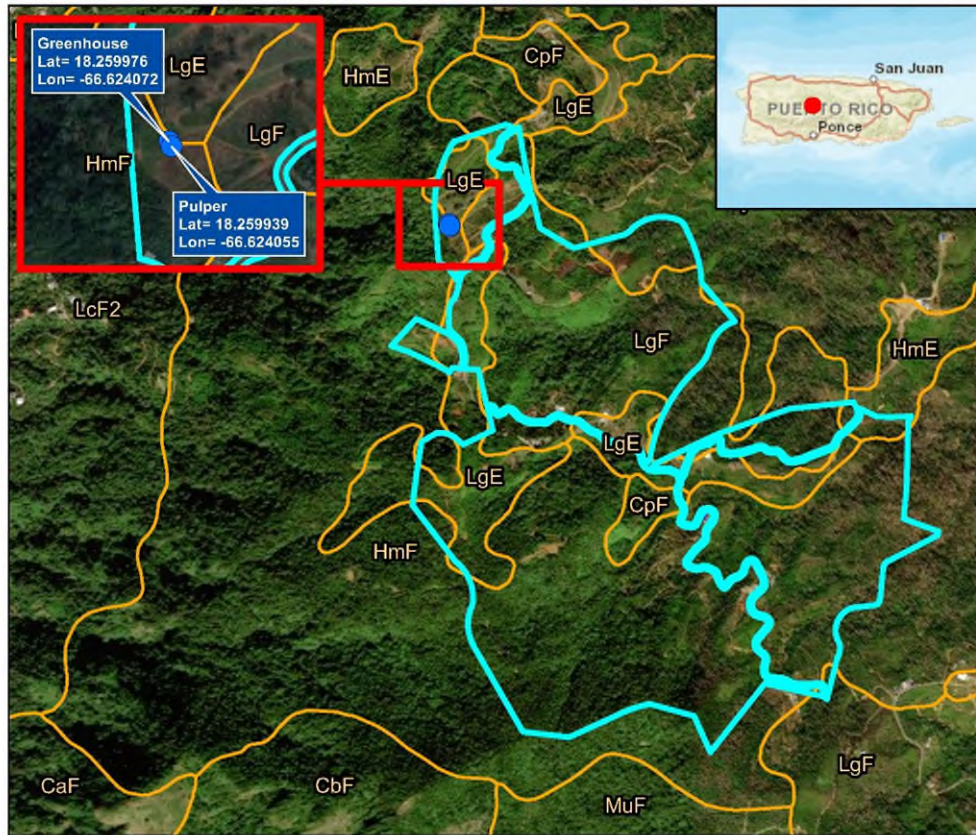 Greenhouse
Lat= 18.259976
Lon= -66.624072
LgE
LgF
HmF
Pulper
Lat= 18.259939
Lon= -66.624055
HmE
CpF
LgE
San Juan
PUERTO RICO
Ponce
LgE
LcF2
LgF
HmE
LgE
LgE
CpF
HmF
CaF
CbF
MuF
LgF